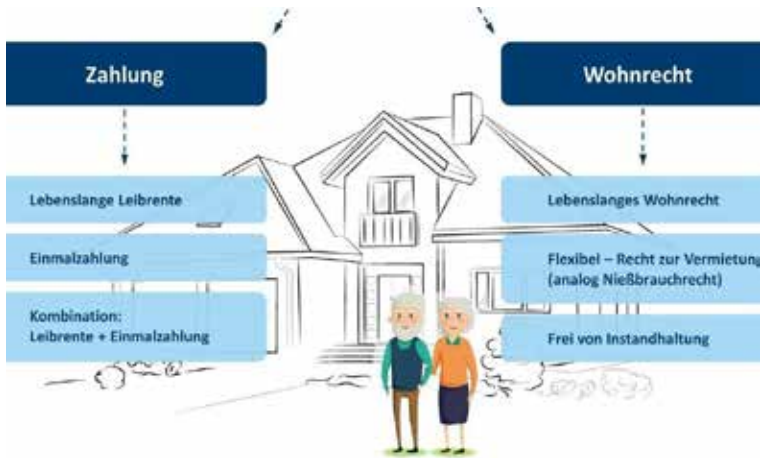 Zahlung
Lebenslange Leibrente
Einmalzahlung
Kombination:
Leibrente + Einmalzahlung
Wohnrecht
Lebenslanges Wohnrecht
Flexibel – Recht zur Vermietung
(analog Nießbrauchrecht)
Frei von Instandhaltung